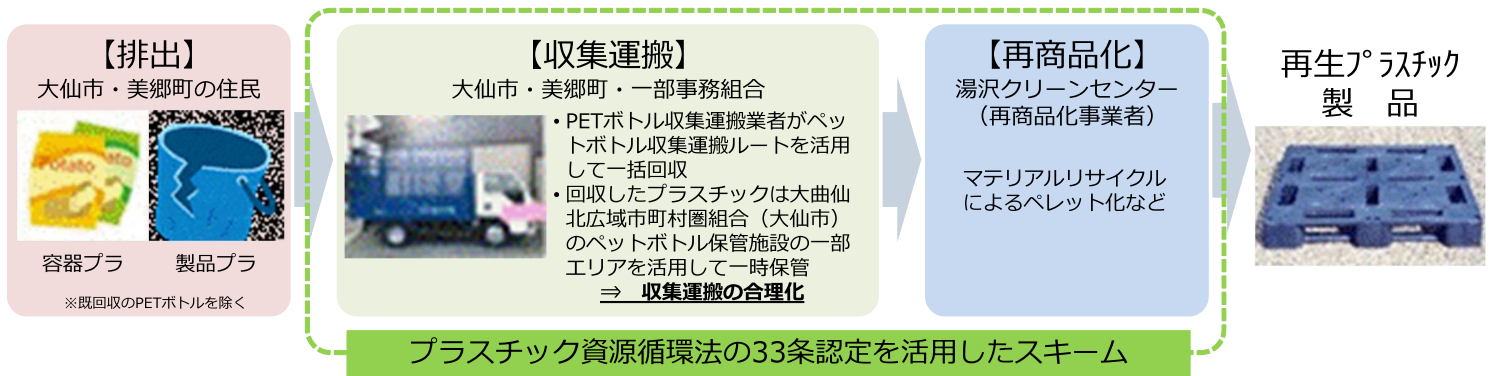 【排出】
大仙市・美郷町の住民
Potato
容器プラ
製品プラ
※既回収のPETボトルを除く
【収集運搬】
大仙市・美郷町・一部事務組合
• PETボトル収集運搬業者がペッ
トボトル収集運搬ルートを活用
して一括回収
• 回収したプラスチックは大曲仙
北広域市町村圏組合（大仙市）
のペットボトル保管施設の一部
エリアを活用して一時保管
⇒　収集運搬の合理化
【再商品化】
湯沢クリーンセンター
（再商品化事業者）
マテリアルリサイクル
によるペレット化など
再生ﾌﾟﾗｽﾁｯｸ
製　品
プラスチック資源循環法の33条認定を活用したスキーム